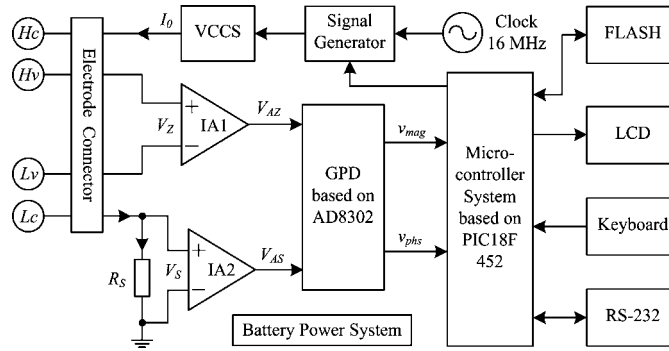 Hc
I0
VCCS
Signal
Generator
Clock
16 MHz
FLASH
Hv
Electrode Connector
+
VZ
−
IA1
VAZ
GPD
based on
AD8302
vmag
Micro-
controller
System
based on
PIC18F
452
LCD
Lv
Lc
Keyboard
RS
VS
+
−
IA2
VAS
vphs
RS-232
Battery Power System